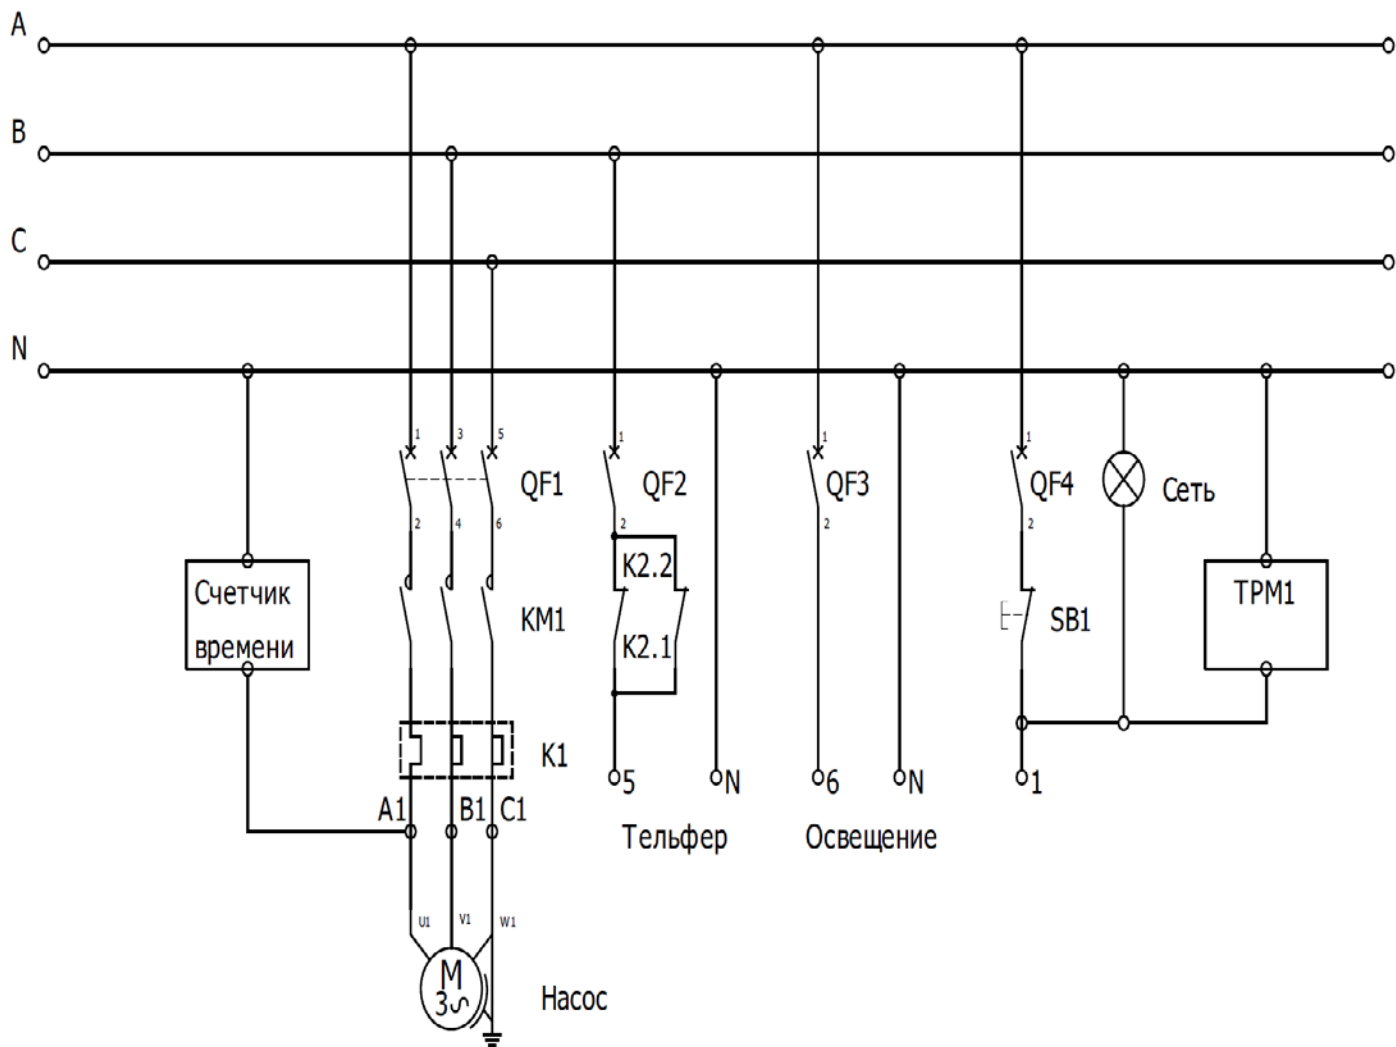 A
B
C
N
1 3 5 1 1 1
QF1 QF2 QF3 QF4 Сеть
2 4 6 2 2 2
K2.2
Счетчик
времени
KM1
SB1
TPM1
K2.1
K1
5 N 6 N 1
A1 B1 C1
Тельфер Освещение
U1 V1 W1
M
3
Насос